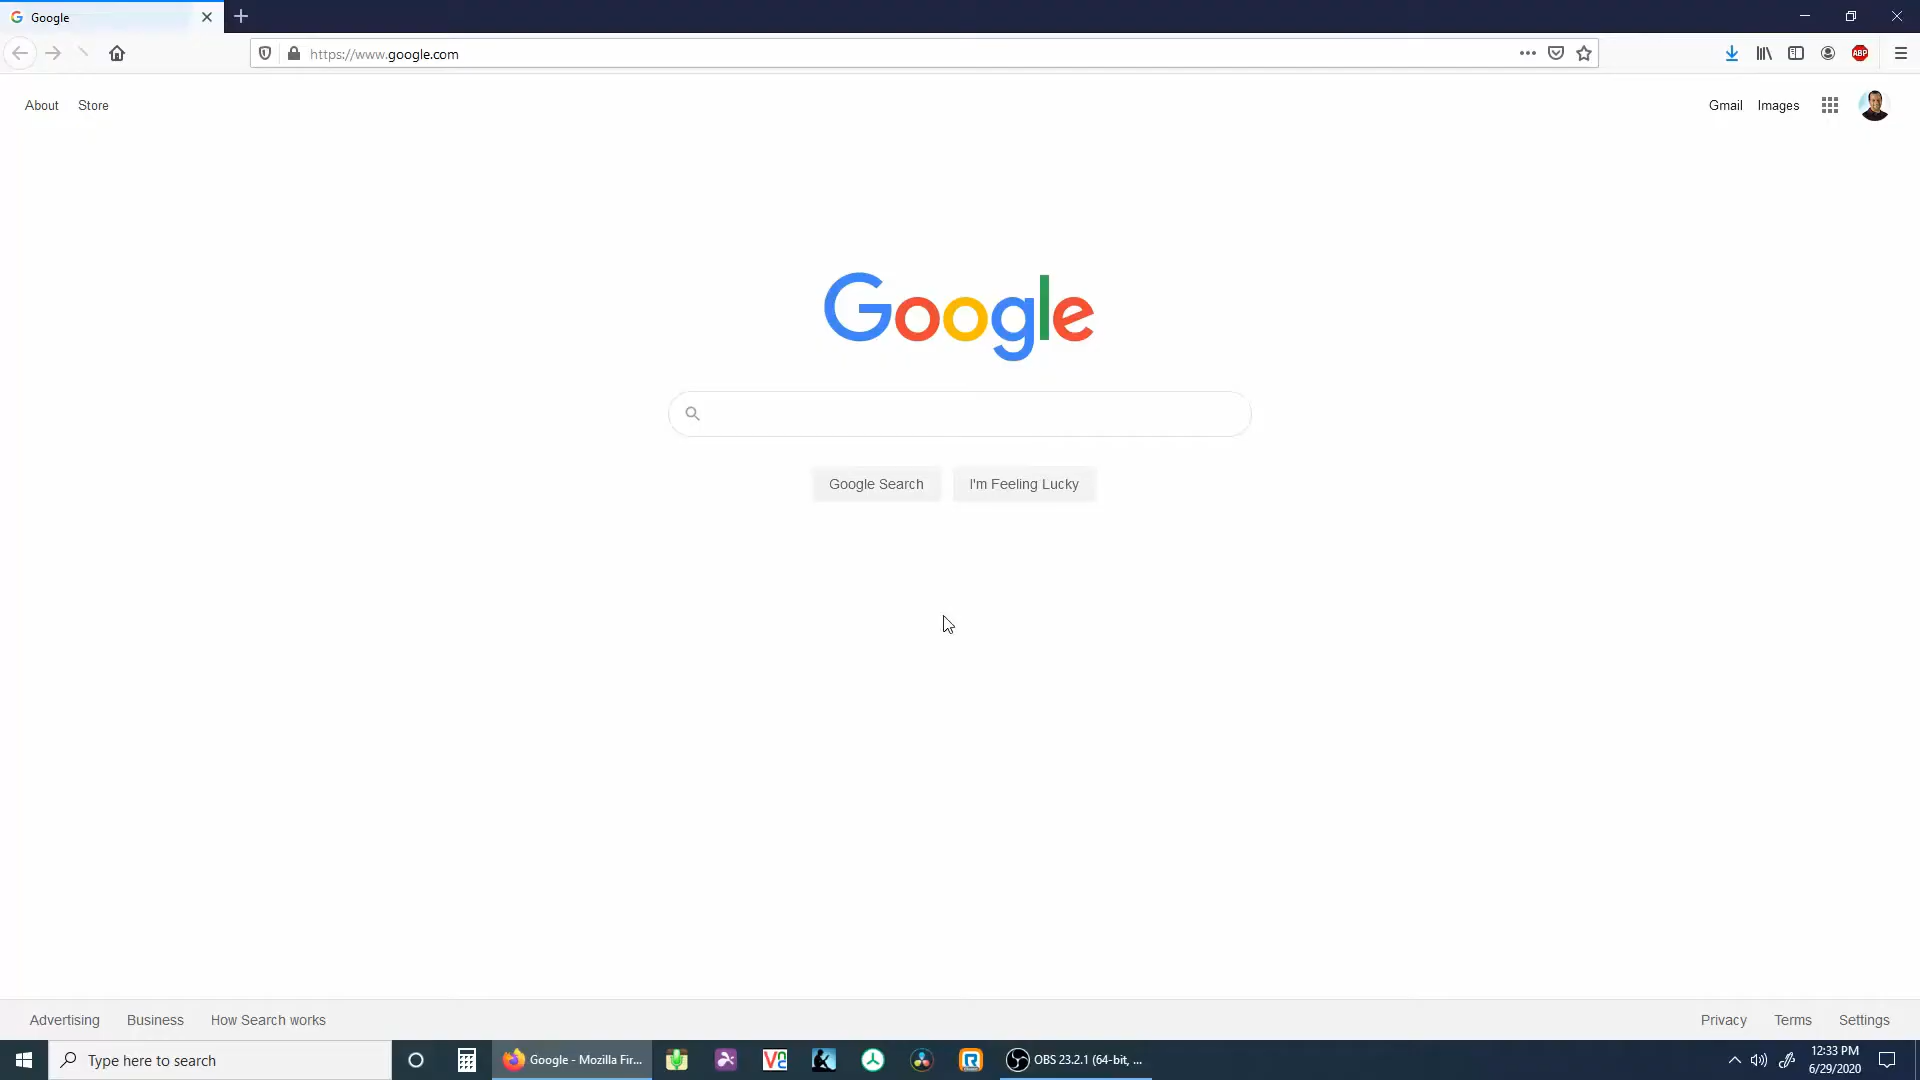 Google
https://www.google.com
ABP
About Store
Gmail Images
Google
Google Search I'm Feeling Lucky
Advertising Business How Search works
Privacy Terms Settings
Type here to search
Google - Mozilla Fir...
OBS 23.2.1 (64-bit, ...
12:33 PM
6/29/2020